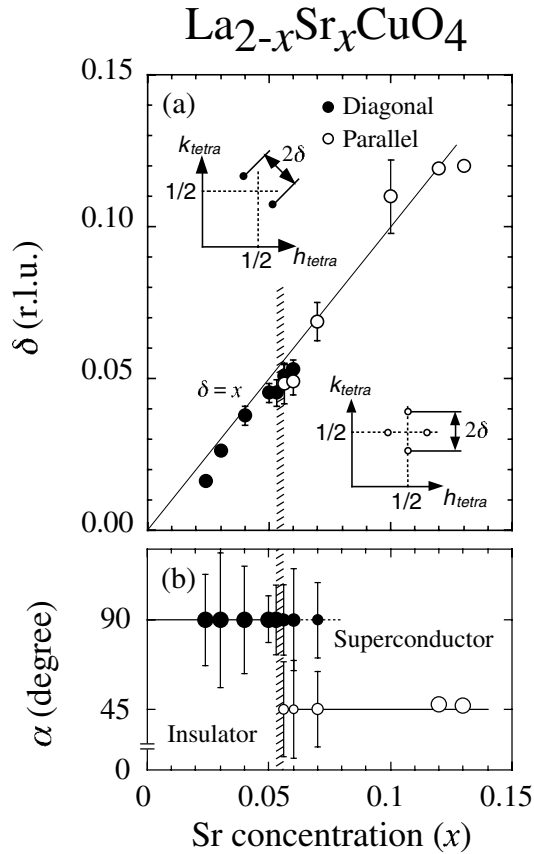 La2-xSrxCuO4
(a)
Diagonal
Parallel
ktetra
2δ
1/2
1/2
htetra
δ = x
ktetra
1/2
2δ
1/2
htetra
0.15
0.10
0.05
0.00
δ (r.l.u.)
(b)
Superconductor
Insulator
90
45
0
α (degree)
0
0.05
0.10
0.15
Sr concentration (x)